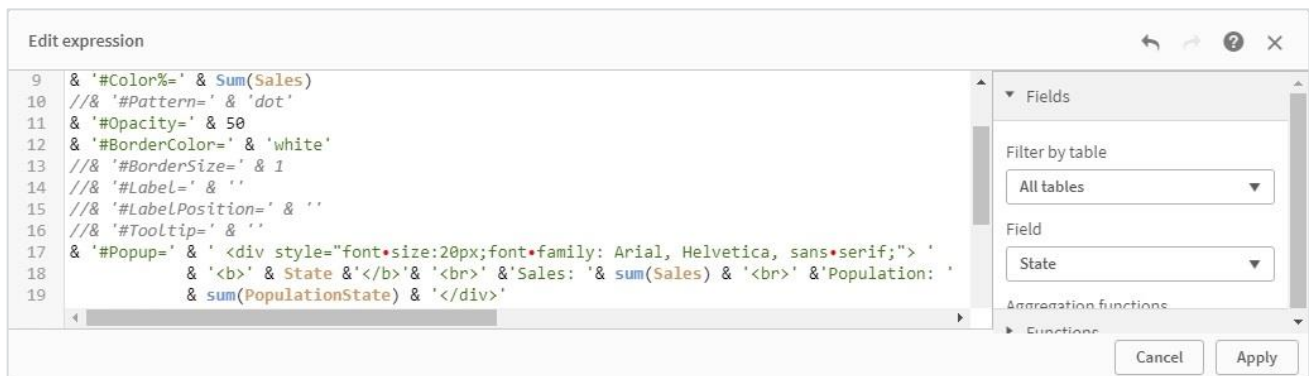 Edit expression
9 & '#Color%=' & Sum(Sales)
10 //& '#Pattern=' & 'dot'
11 & '#Opacity=' & 50
12 & '#BorderColor=' & 'white'
13 //& '#BorderSize=' & 1
14 //& '#Label=' & ''
15 //& '#LabelPosition=' & ''
16 //& '#Tooltip=' & ''
17 & '#Popup=' & ' <div style="font•size:20px;font•family: Arial, Helvetica, sans•serif;"> '
18 & '<b>' & State &'</b>'& '<br>' &'Sales: '& sum(Sales) & '<br>' &'Population: '
19 & sum(PopulationState) & '</div>'
Fields
Filter by table
All tables
Field
State
Aggregation functions
Functions
Cancel Apply